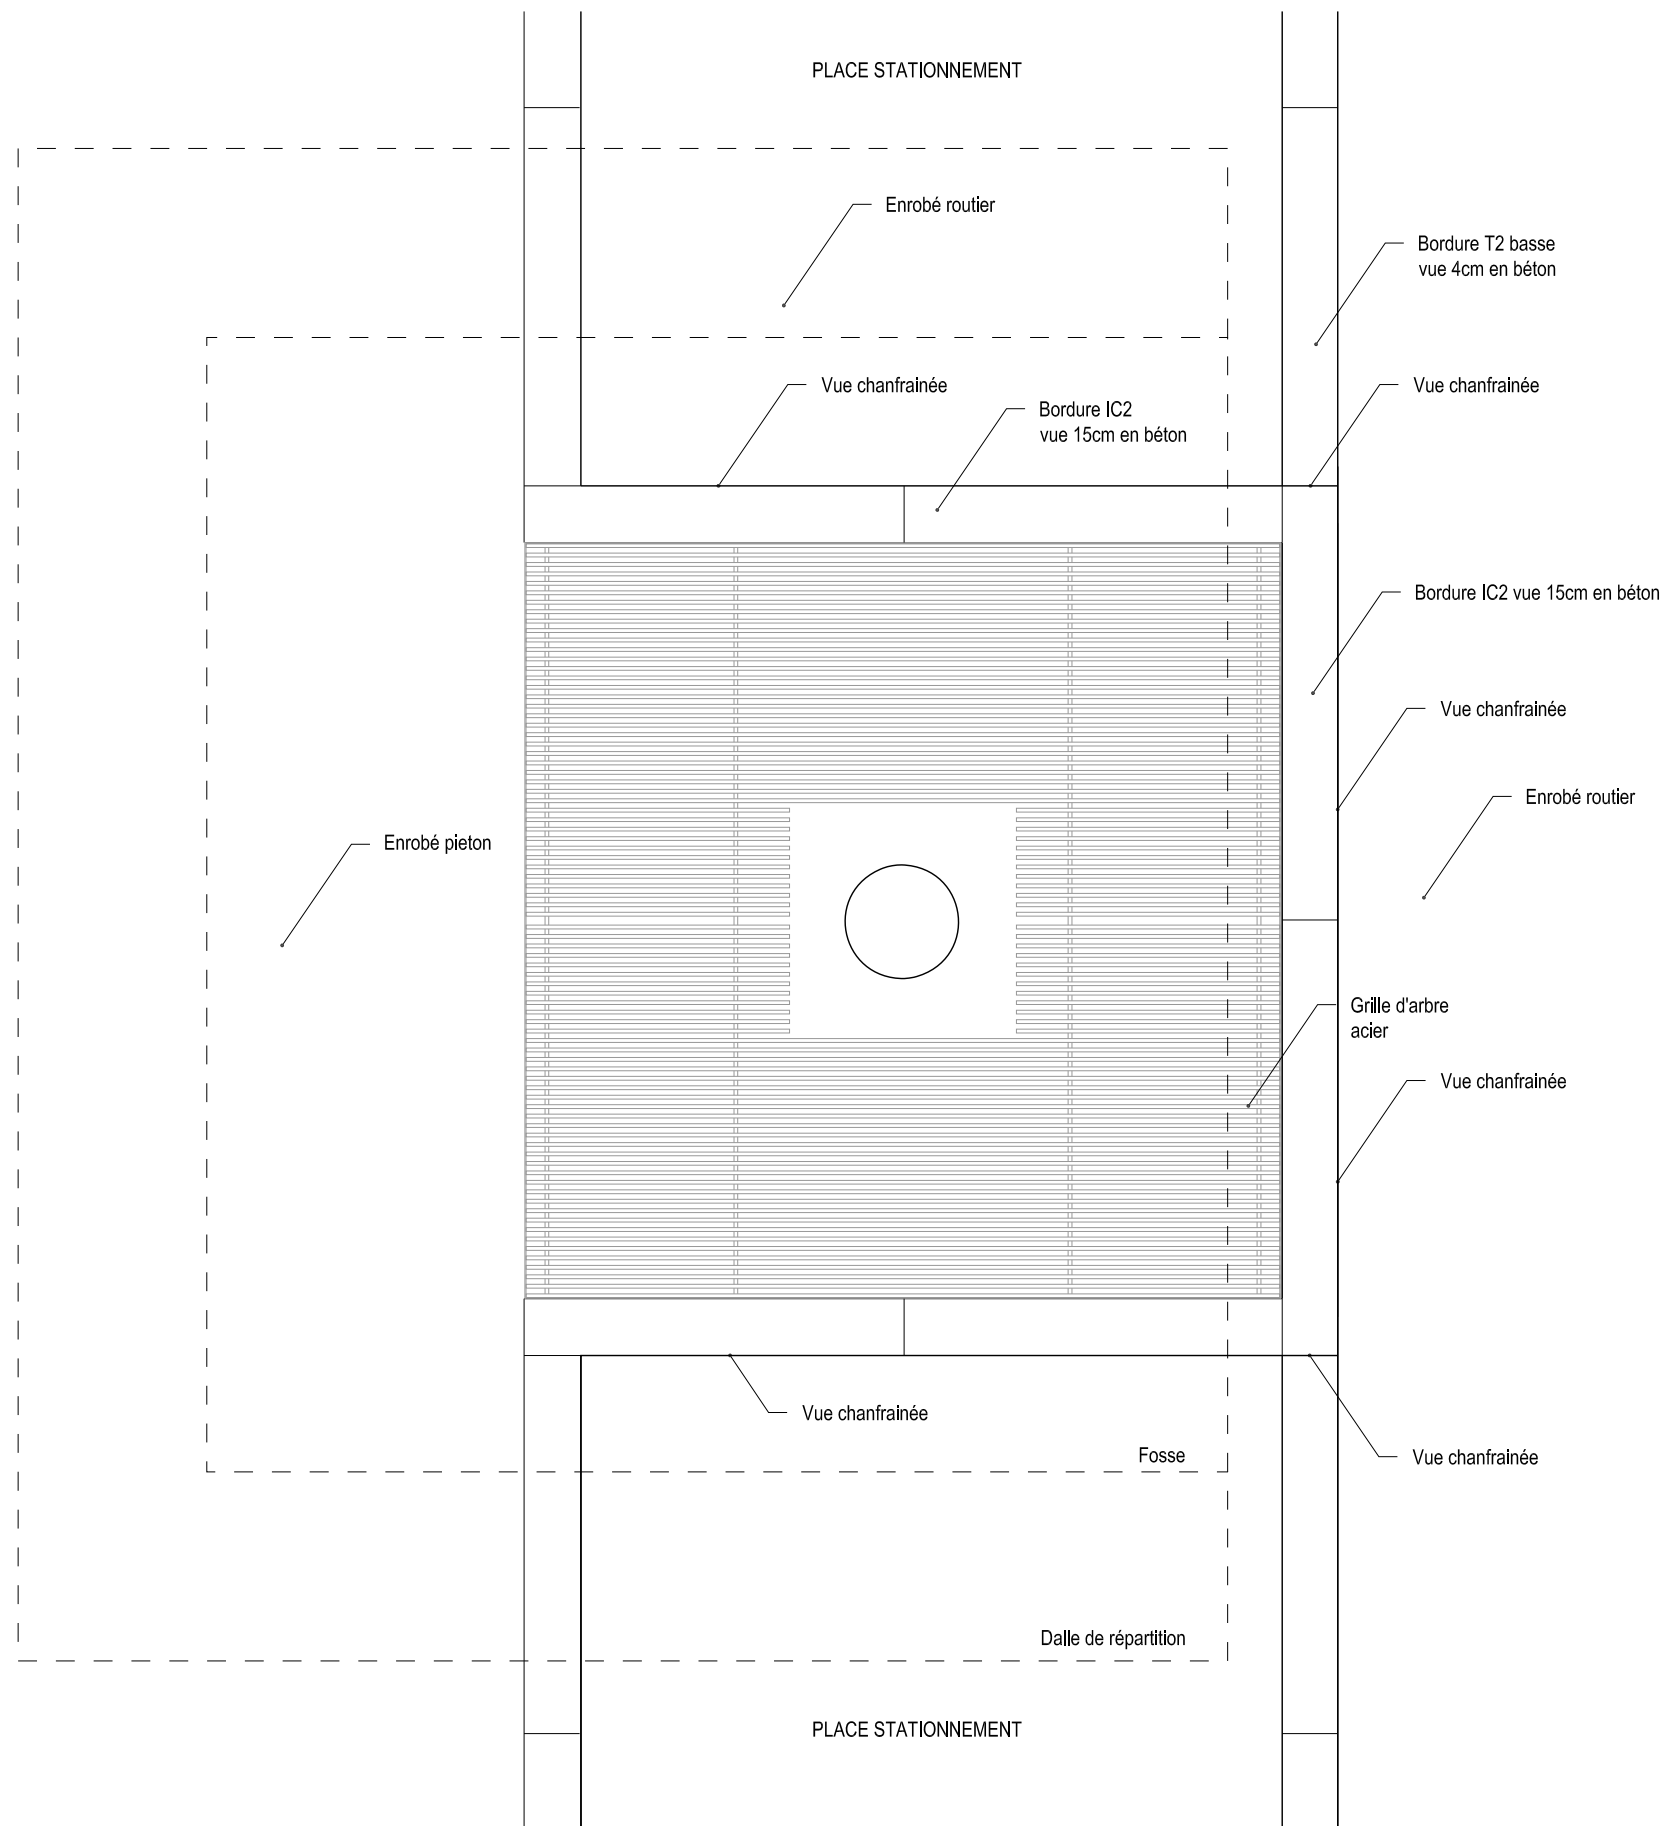 PLACE STATIONNEMENT
Enrobé routier
Bordure T2 basse
vue 4cm en béton
Vue chanfrainée
Vue chanfrainée
Bordure IC2
vue 15cm en béton
Bordure IC2 vue 15cm en béton
Vue chanfrainée
Enrobé routier
Enrobé pieton
Grille d'arbre
acier
Vue chanfrainée
Vue chanfrainée
Fosse
Vue chanfrainée
Dalle de répartition
PLACE STATIONNEMENT